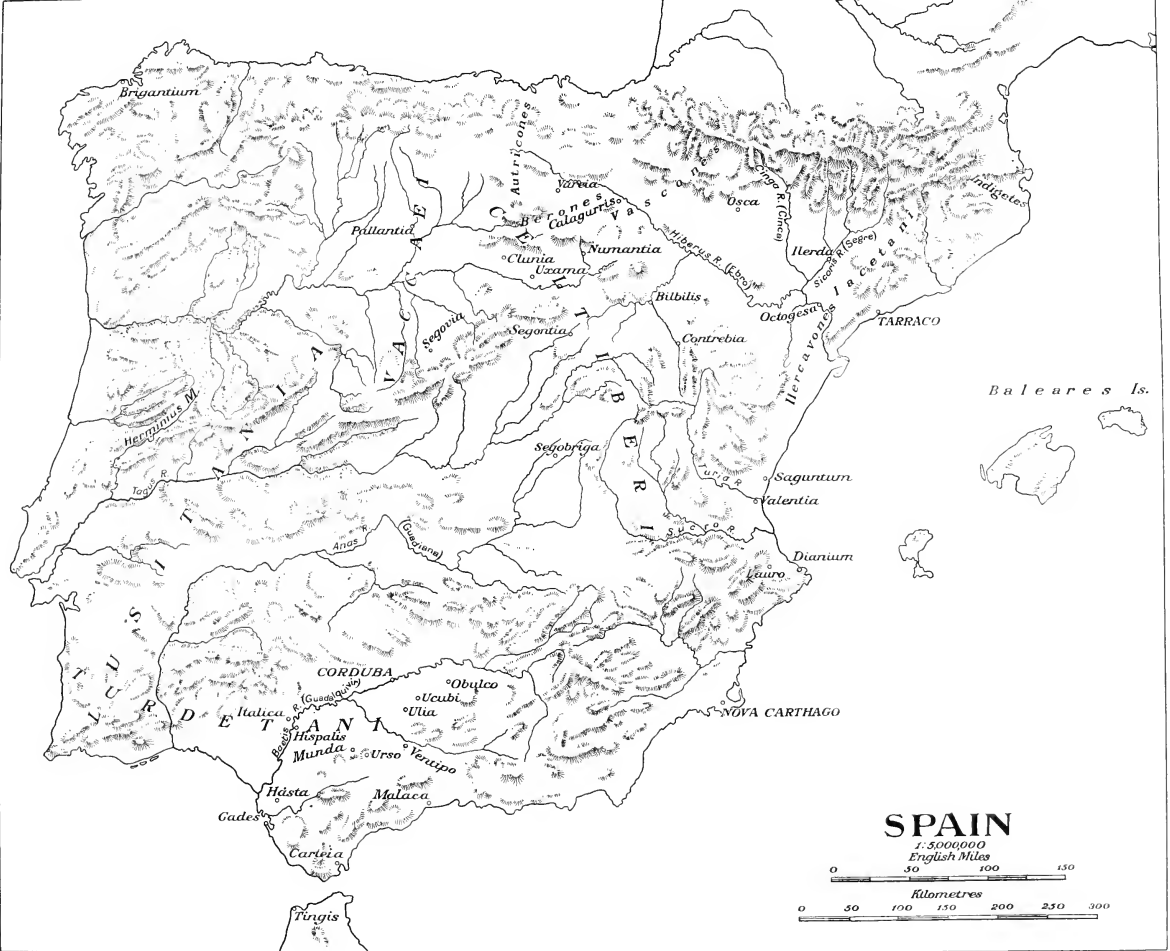 Brigantium
Autricones
Vareia
Berones
Calagurris
Vascones
Osca
Cinga R. (Cinca)
Indigetes
Pallantia
VACCAEI
CELTIBERI
Clunia
Uxama
Numantia
Hiberus R. (Ebro)
Ilerda
Sicoris R. (Segre)
Iacetani
Bilbilis
Octogesa
TARRACO
Segovia
Segontia
Contrebia
Ilercavones
Baleares Is.
Herminius M.
LUSITANIA
Segobriga
Tagus R.
Turia R.
Saguntum
Valentia
Sucro R.
Anas R.
(Guadiana)
Dianium
Lauro
CORDUBA
Obulco
Ucubi
Ulia
Baetis R. (Guadalquivir)
Italica
TURDETANI
NOVA CARTHAGO
Hispalis
Munda
Urso
Ventipo
Hasta
Malaca
Gades
Carteia
Tingis
SPAIN
1:5,000,000
English Miles
0 50 100 150
Kilometres
0 50 100 150 200 250 300